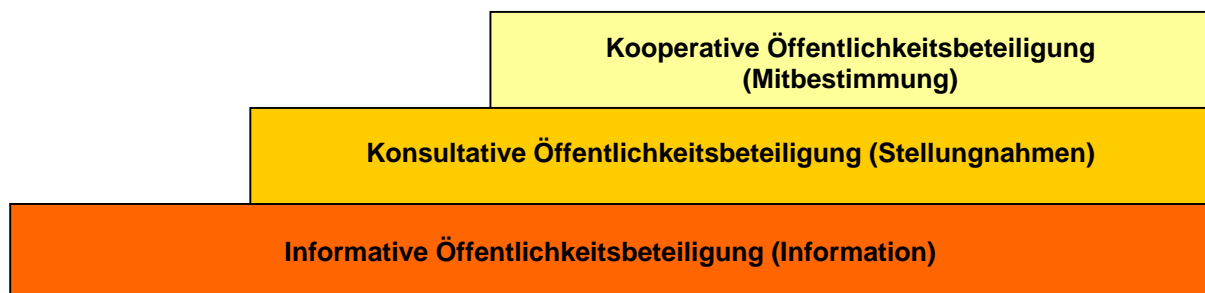 Kooperative Öffentlichkeitsbeteiligung
(Mitbestimmung)
Konsultative Öffentlichkeitsbeteiligung (Stellungnahmen)
Informative Öffentlichkeitsbeteiligung (Information)